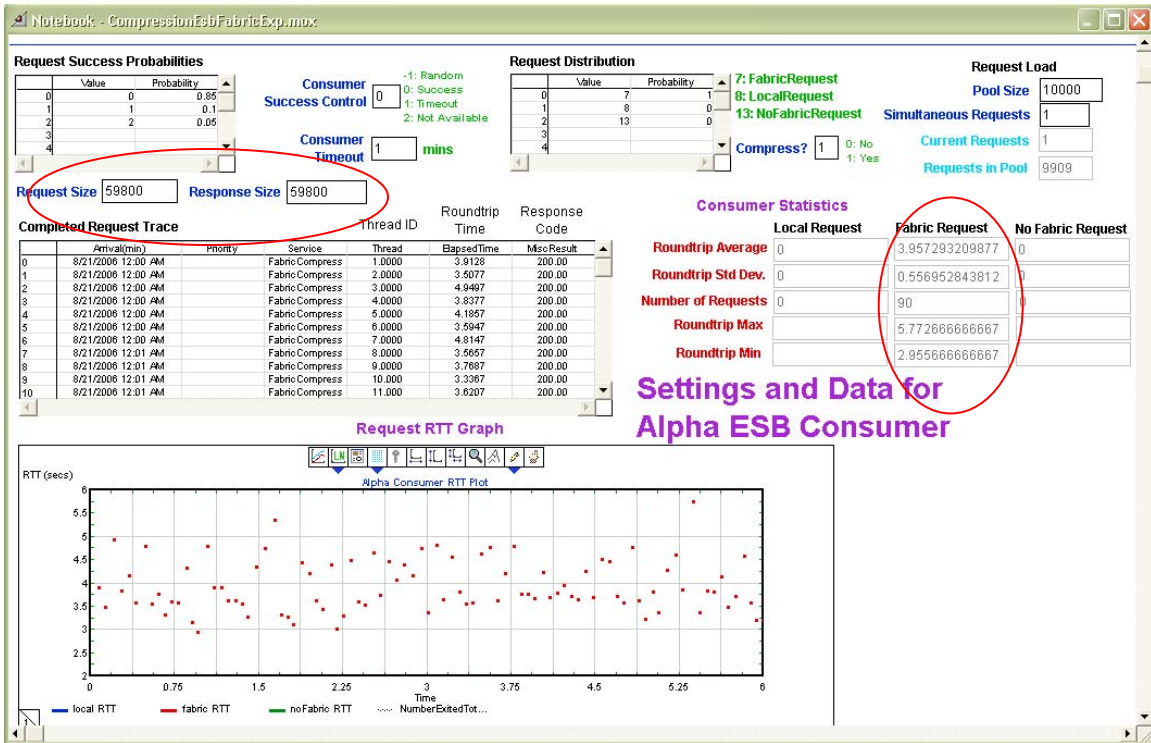 Notebook - CompressionEsbFabricExp.mox
Request Success Probabilities
Value Probability
0 0 0.85
1 1 0.1
2 2 0.05
3
4
Consumer Success Control 0
-1: Random
0: Success
1: Timeout
2: Not Available
Consumer Timeout 1 mins
Request Distribution
Value Probability
0 7 1
1 8 0
2 13 0
3
4
7: FabricRequest
8: LocalRequest
13: NoFabricRequest
Compress? 1
0: No
1: Yes
Request Load
Pool Size 10000
Simultaneous Requests 1
Current Requests 1
Requests in Pool 9909
Request Size 59800 Response Size 59800
Completed Request Trace
Thread ID
Roundtrip Time
Response Code
Arrival(min) Priority Service Thread ElapsedTime MiscResult
0 8/21/2006 12:00 AM FabricCompress 1.0000 3.9128 200.00
1 8/21/2006 12:00 AM FabricCompress 2.0000 3.5077 200.00
2 8/21/2006 12:00 AM FabricCompress 3.0000 4.9497 200.00
3 8/21/2006 12:00 AM FabricCompress 4.0000 3.8377 200.00
4 8/21/2006 12:00 AM FabricCompress 5.0000 4.1857 200.00
5 8/21/2006 12:00 AM FabricCompress 6.0000 3.5947 200.00
6 8/21/2006 12:00 AM FabricCompress 7.0000 4.8147 200.00
7 8/21/2006 12:01 AM FabricCompress 8.0000 3.5657 200.00
8 8/21/2006 12:01 AM FabricCompress 9.0000 3.7687 200.00
9 8/21/2006 12:01 AM FabricCompress 10.000 3.3367 200.00
10 8/21/2006 12:01 AM FabricCompress 11.000 3.6207 200.00
Consumer Statistics
Local Request Fabric Request No Fabric Request
Roundtrip Average 0 3.957293209877 0
Roundtrip Std Dev. 0 0.556952843812 0
Number of Requests 0 90 0
Roundtrip Max 5.772666666667
Roundtrip Min 2.955666666667
Settings and Data for
Alpha ESB Consumer
Request RTT Graph
LN
Alpha Consumer RTT Plot
RTT (secs)
6
5.5
5
4.5
4
3.5
3
2.5
2
0 0.75 1.5 2.25 3 3.75 4.5 5.25 6
Time
local RTT fabric RTT noFabric RTT NumberExitedTot...
1